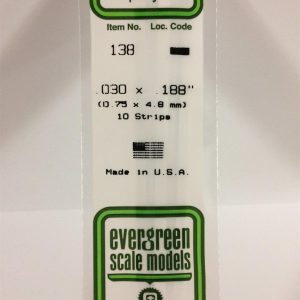 Item No. Loc. Code
138
.030 x .188"
(0.75 x 4.8 mm)
10 Strips
Made in U.S.A.
evergreen
scale models